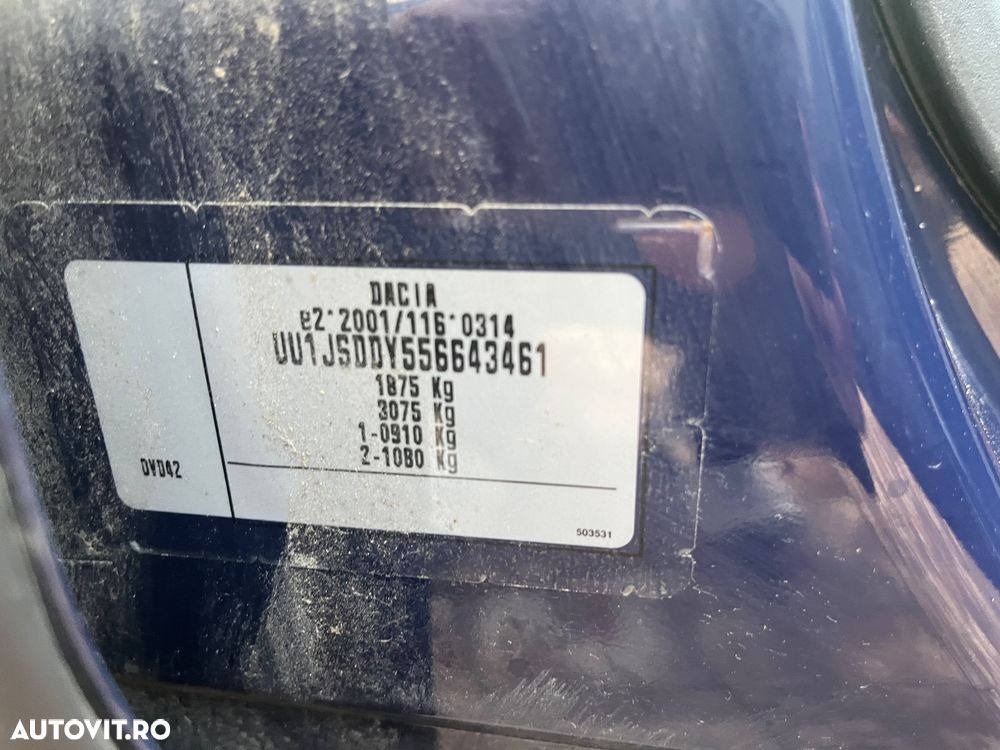 DACIA
e2*2001/116*0314
UU1JSDDY556643461
1875 Kg
3075 Kg
1-0910 Kg
2-1080 Kg
DVD42
503531
AUTOVIT.RO